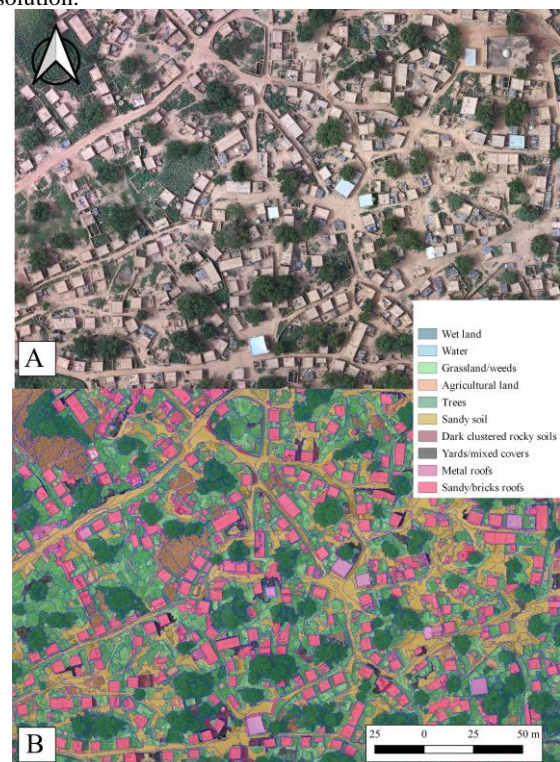 solution.
A
Wet land
Water
Grassland/weeds
Agricultural land
Trees
Sandy soil
Dark clustered rocky soils
Yards/mixed covers
Metal roofs
Sandy/bricks roofs
B
25 0 25 50 m